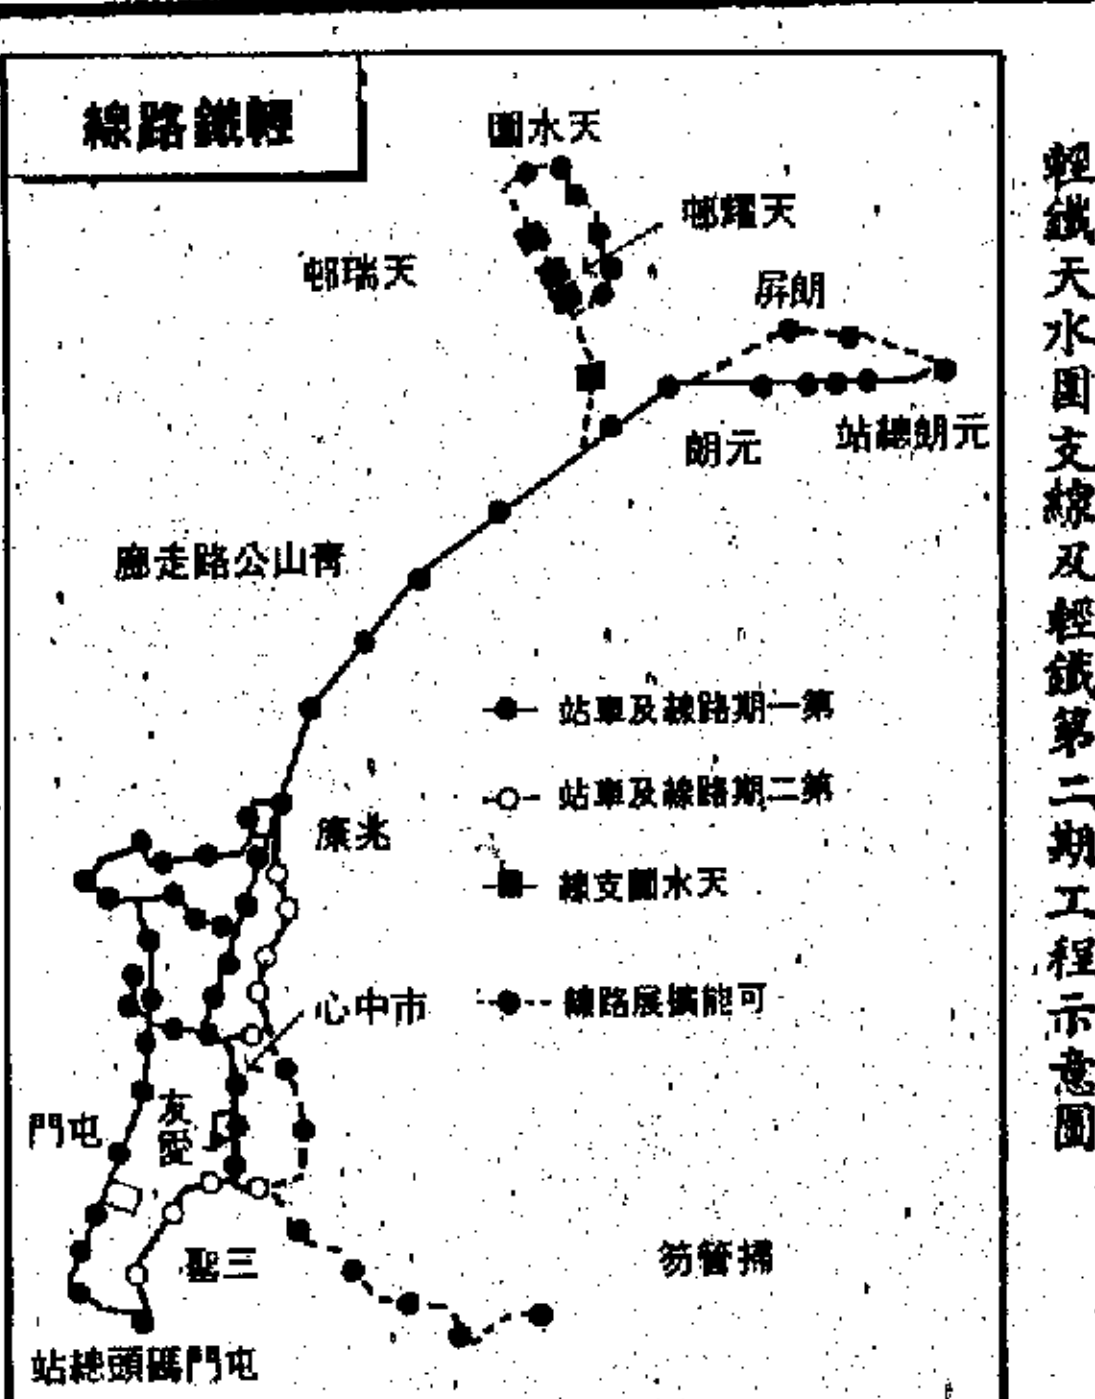 輕鐵天水圍支線及輕鐵第二期工程示意圖
輕鐵路線
天水圍
天耀邨
天瑞邨
朗屏
元朗
元朗總站
青山公路走廊
第一期路線及車站
第二期路線及車站
天水圍支線
可能擴展路線
兆康
市中心
友愛
屯門
三聖
掃管笏
屯門碼頭總站